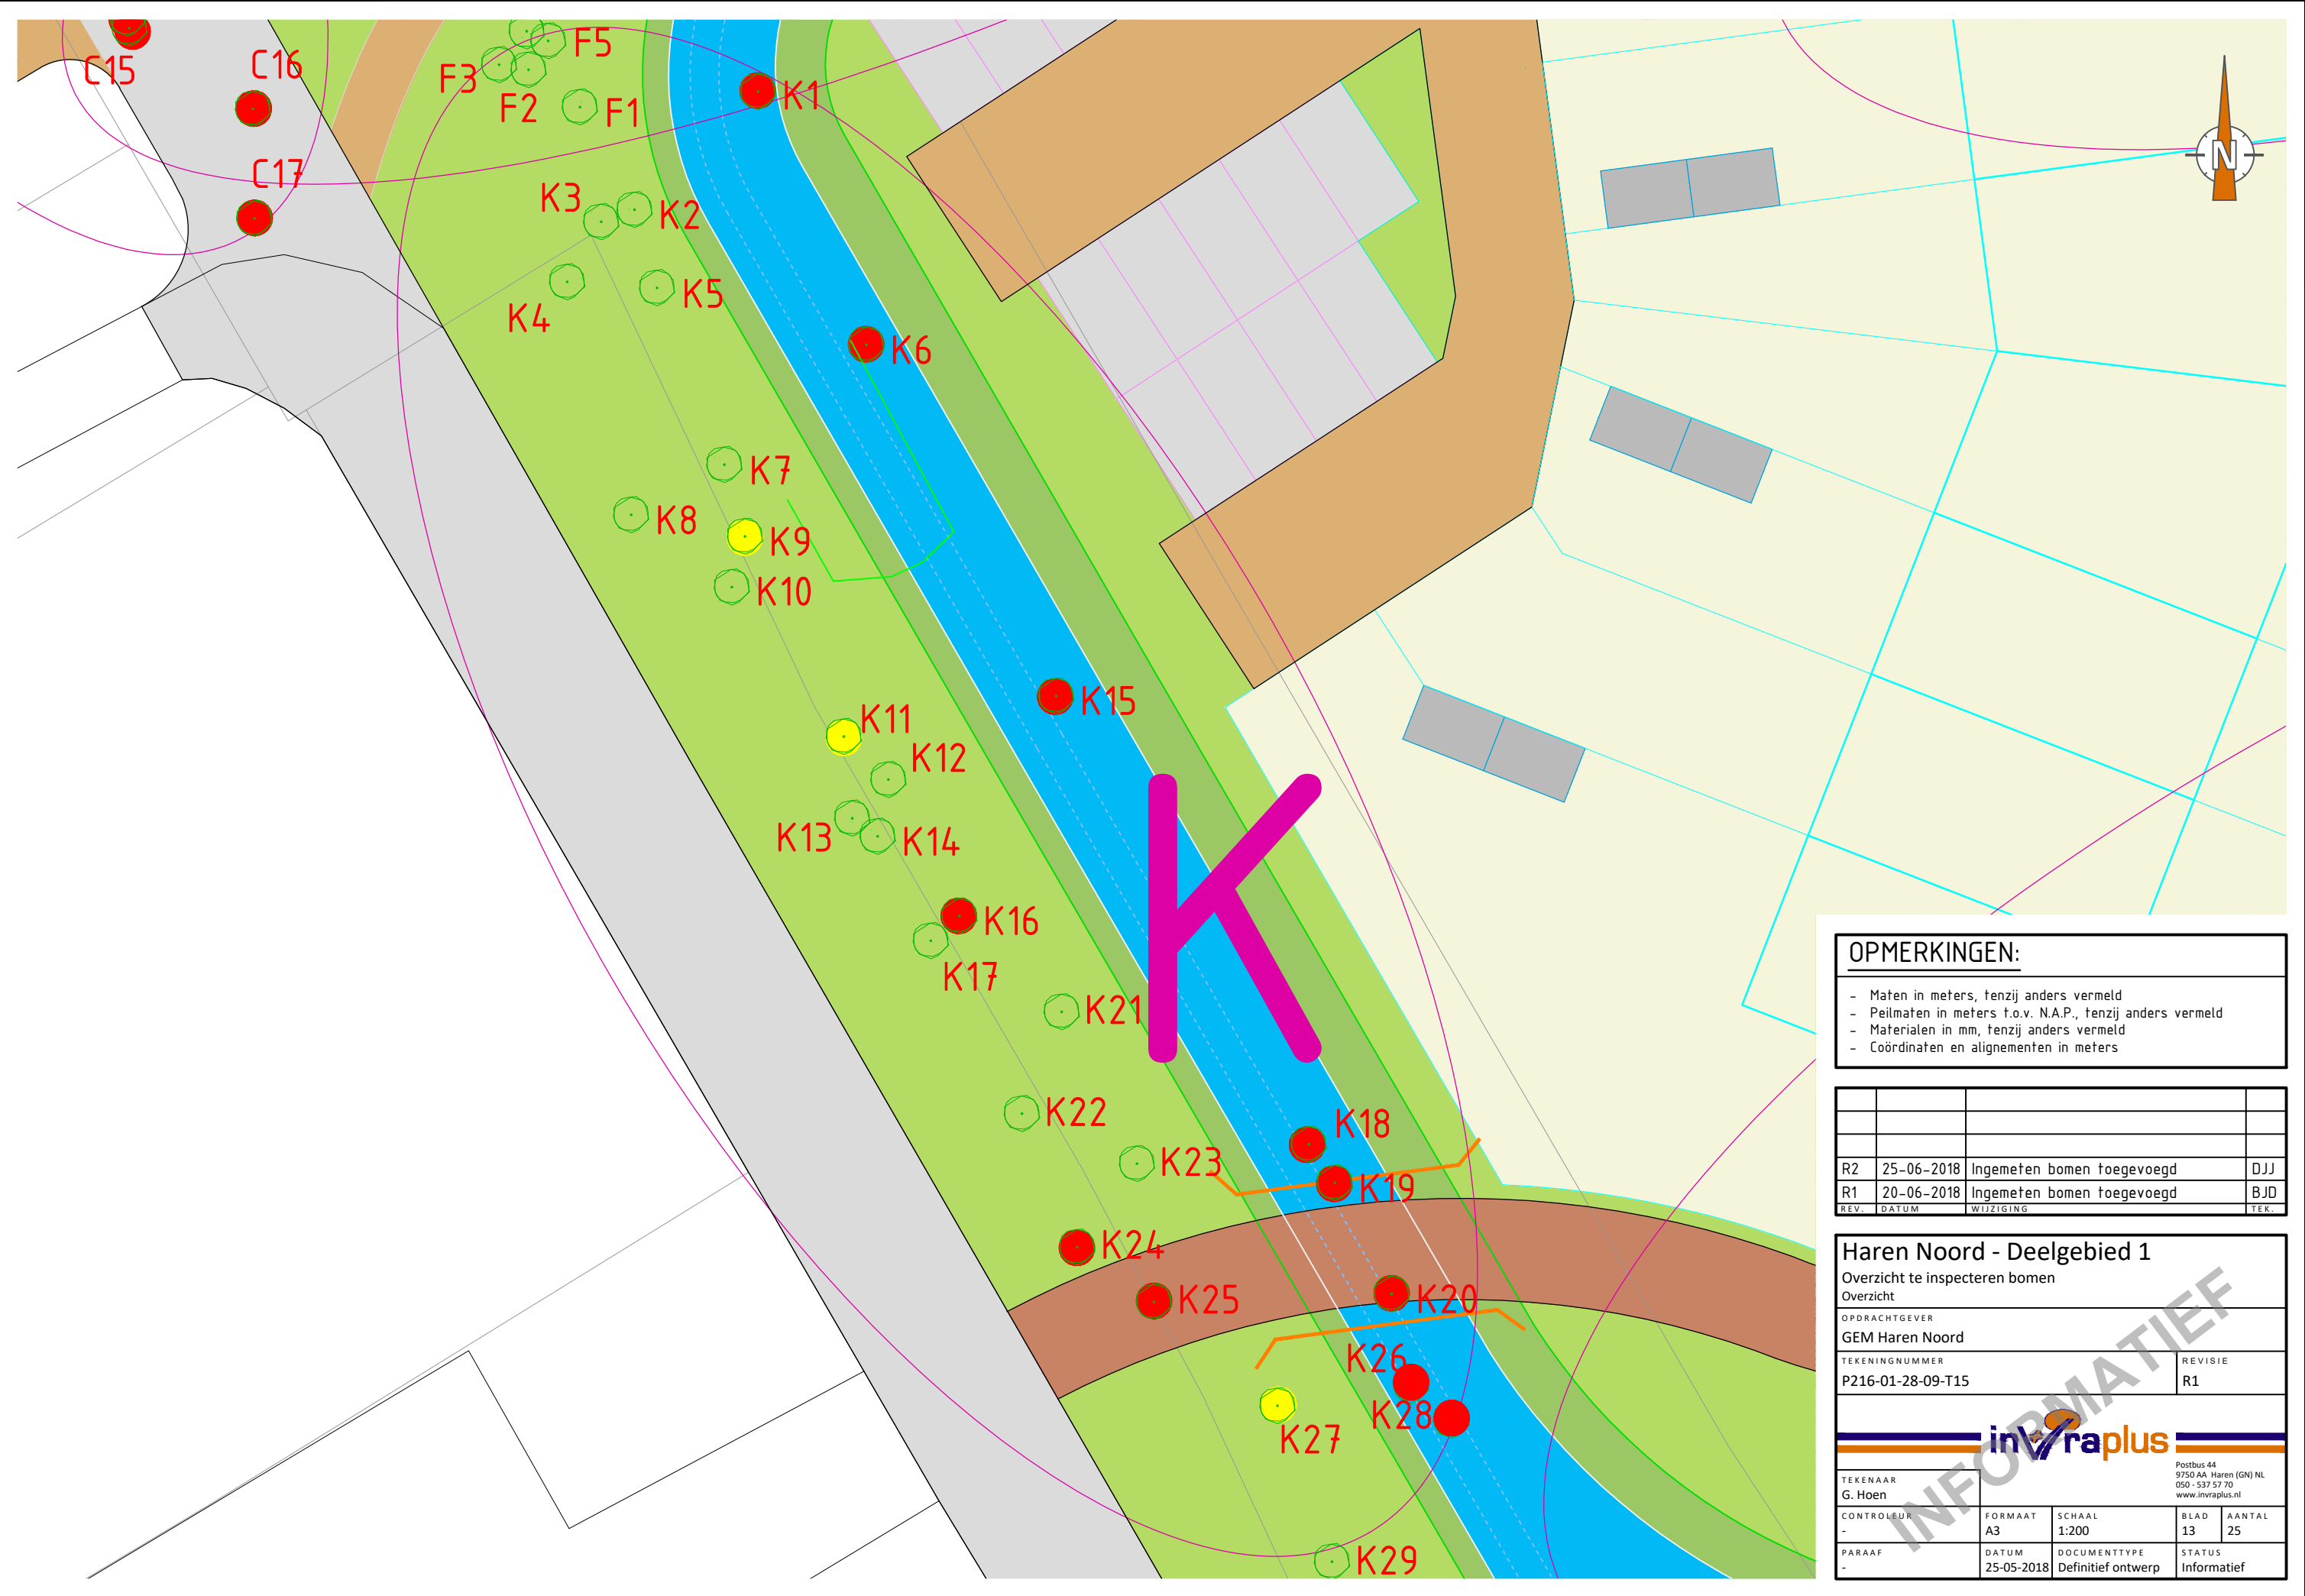 C15
C16
F5
F3
F2
F1
K1
C17
K3
K2
K5
K4
K6
N
K7
K8
K9
K10
K15
K11
K12
K13
K14
K
K16
K17
K21
K22
K18
K23
K19
K24
K25
K20
K26
K28
K27
K29
OPMERKINGEN:
- Maten in meters, tenzij anders vermeld
- Peilmaten in meters t.o.v. N.A.P., tenzij anders vermeld
- Materialen in mm, tenzij anders vermeld
- Coördinaten en alignementen in meters
R2 25-06-2018 Ingemeten bomen toegevoegd DJJ
R1 20-06-2018 Ingemeten bomen toegevoegd BJD
REV. DATUM WIJZIGING TEK.
Haren Noord - Deelgebied 1
Overzicht te inspecteren bomen
Overzicht
OPDRACHTGEVER
GEM Haren Noord
TEKENINGNUMMER REVISIE
P216-01-28-09-T15 R1
invraplus
Postbus 44
9750 AA Haren (GN) NL
050 - 537 57 70
www.invraplus.nl
TEKENAAR
G. Hoen
CONTROLEUR FORMAAT SCHAAL BLAD AANTAL
- A3 1:200 13 25
PARAAF DATUM DOCUMENTTYPE STATUS
- 25-05-2018 Definitief ontwerp Informatief
INFORMATIEF